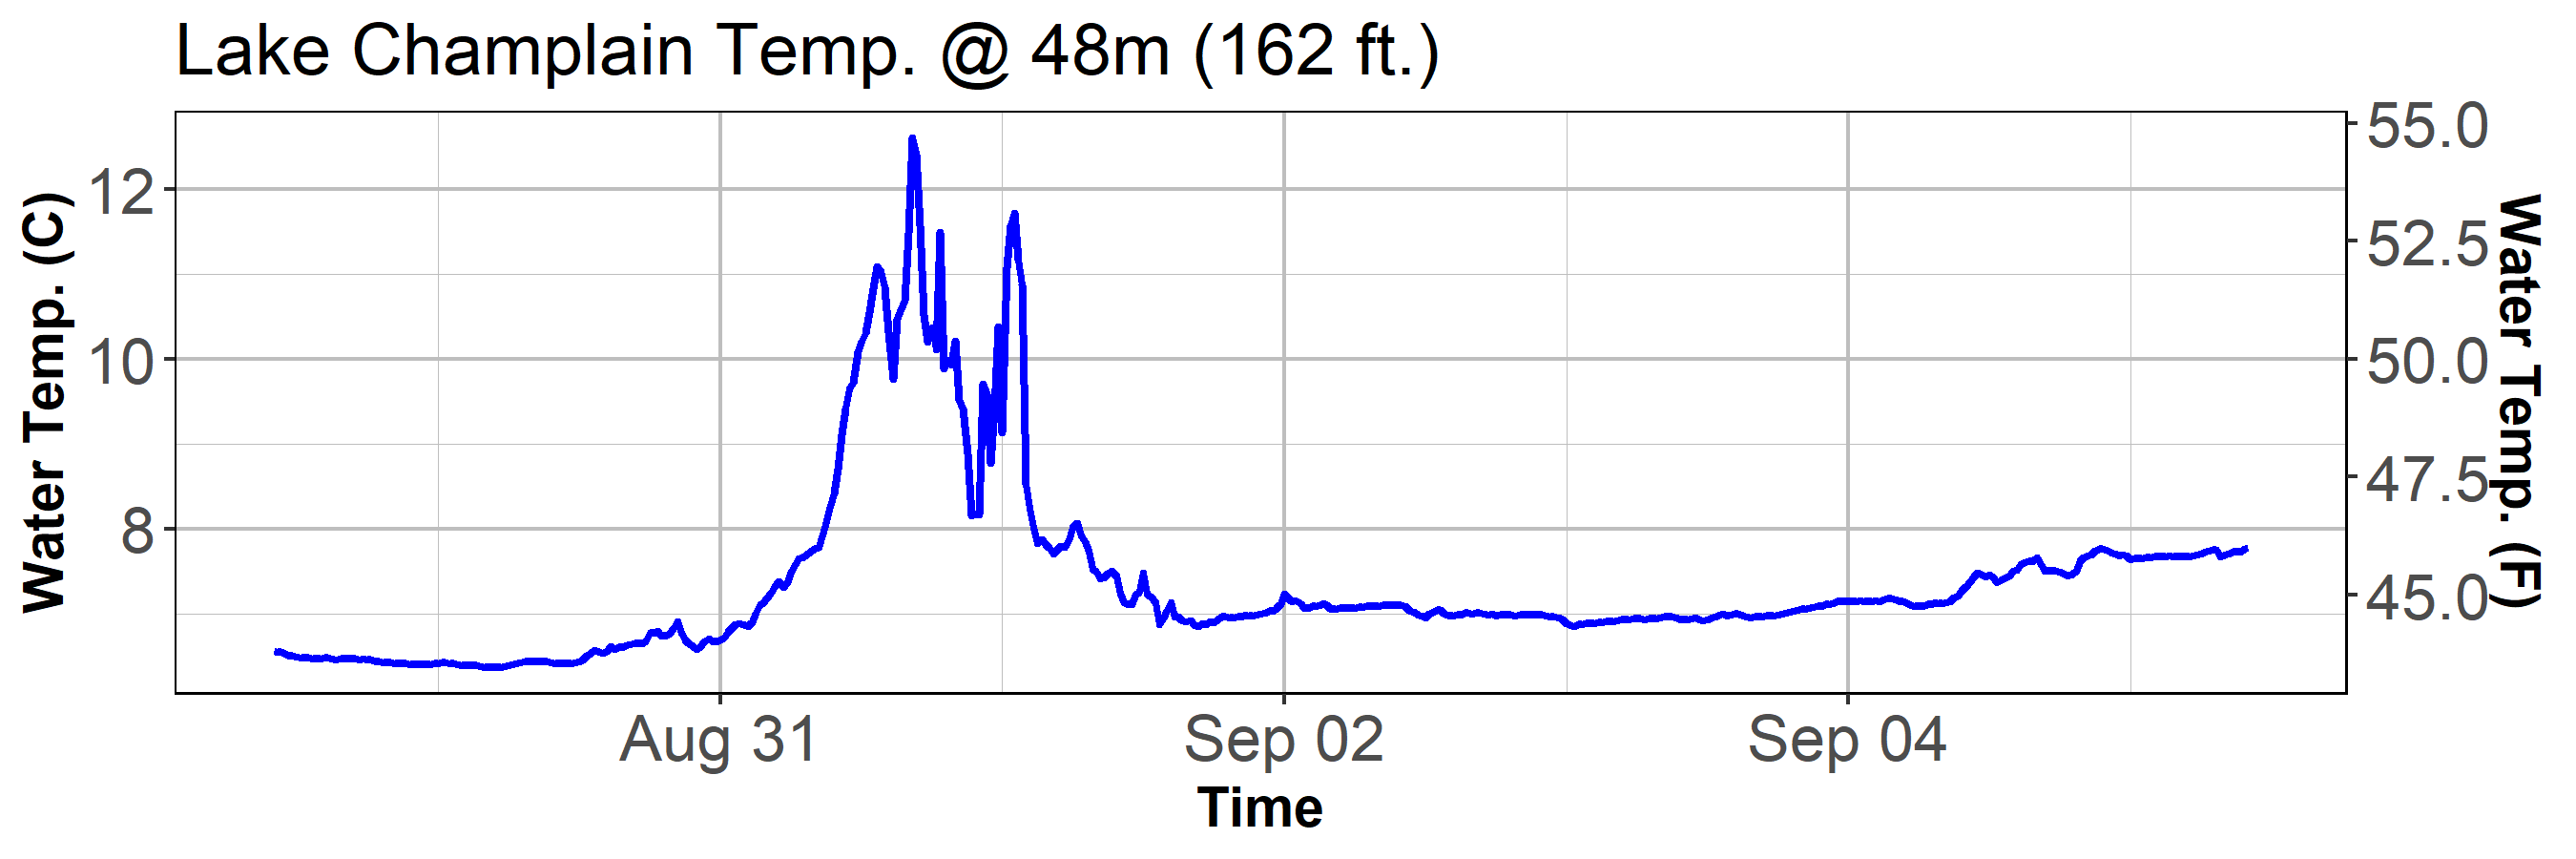 Lake Champlain Temp. @ 48m (162 ft.)
Water Temp. (C)
12
10
8
55.0
52.5
50.0
47.5
45.0
Water Temp. (F)
Aug 31
Sep 02
Sep 04
Time